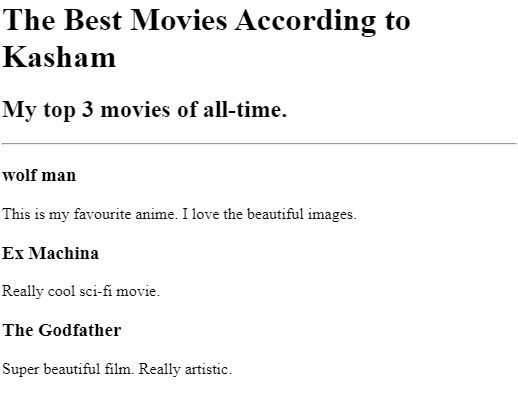 The Best Movies According to
Kasham
My top 3 movies of all-time.
wolf man
This is my favourite anime. I love the beautiful images.
Ex Machina
Really cool sci-fi movie.
The Godfather
Super beautiful film. Really artistic.